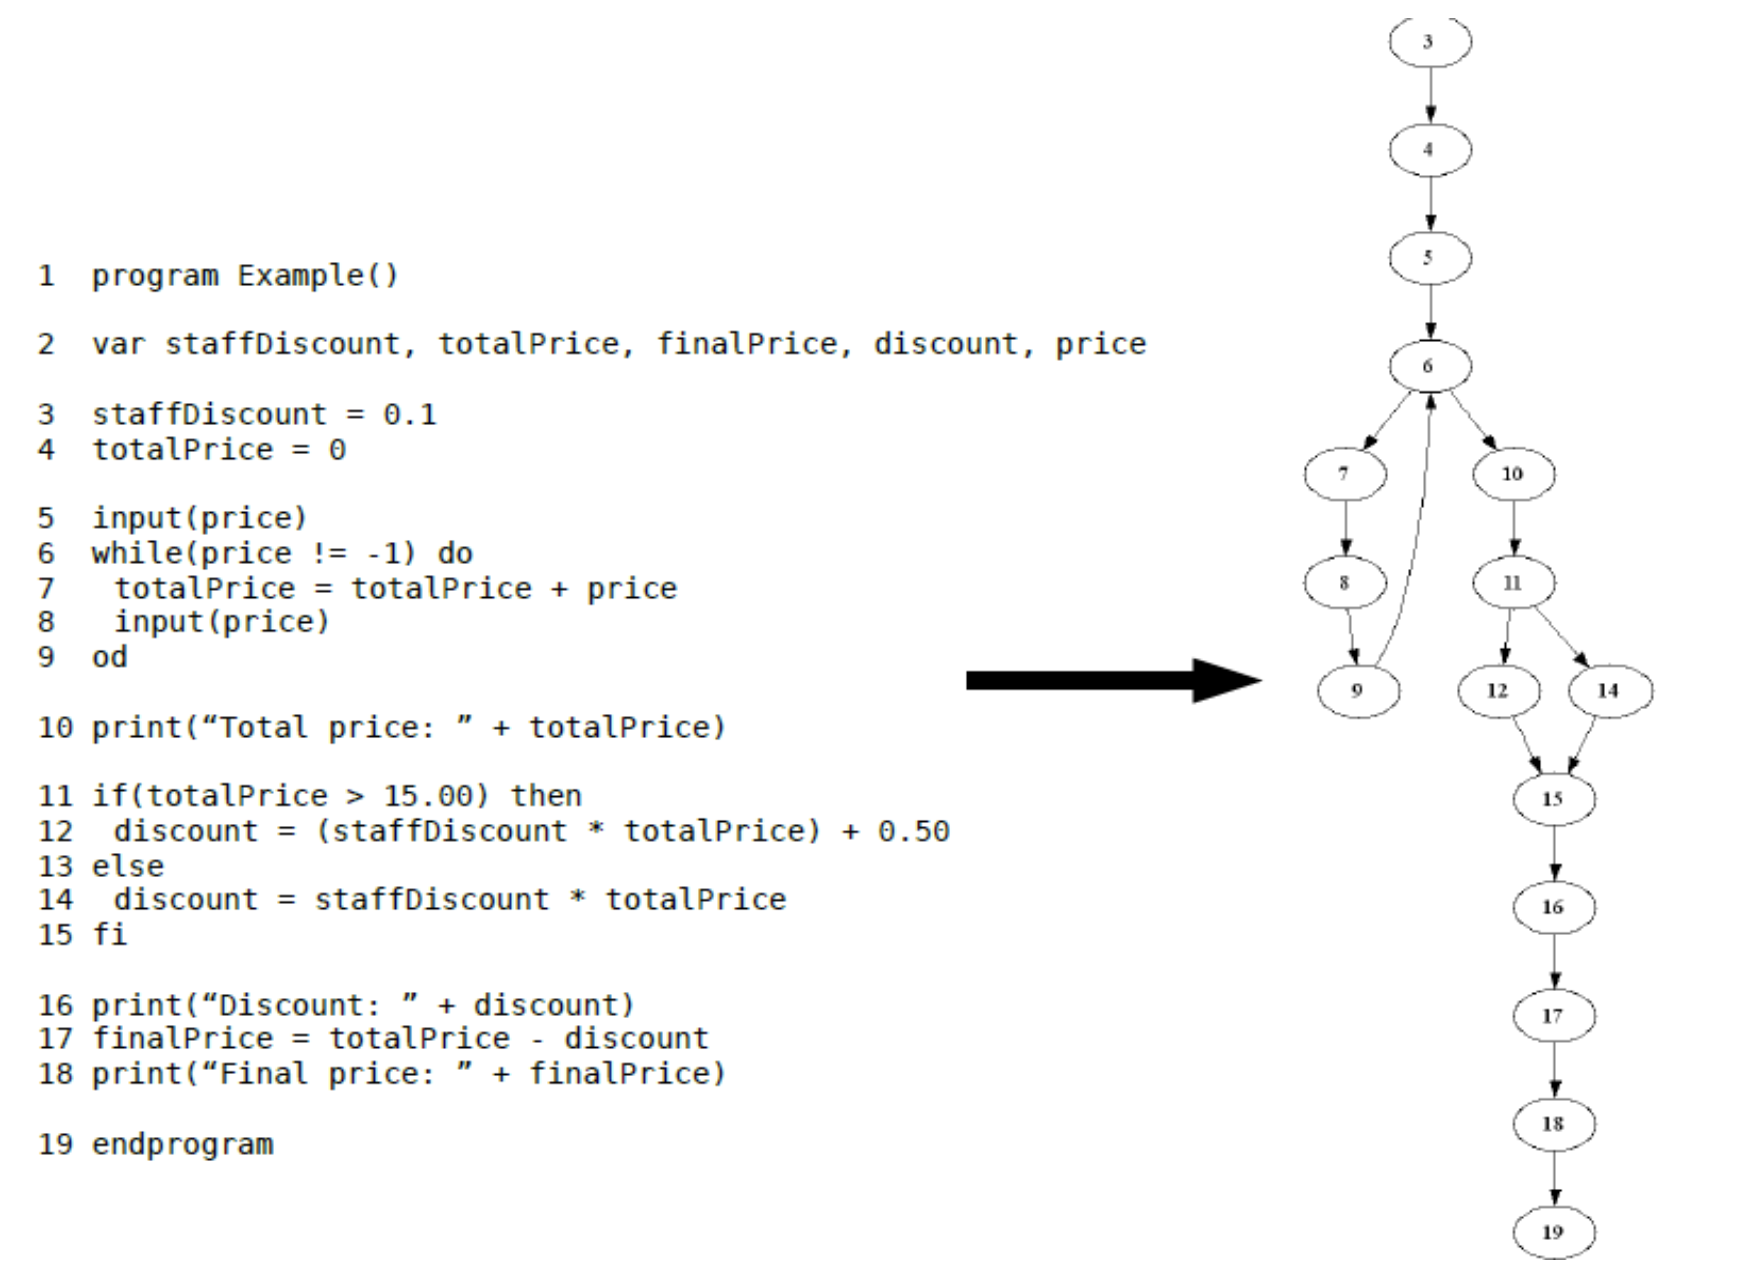 1 program Example()
2 var staffDiscount, totalPrice, finalPrice, discount, price
3 staffDiscount = 0.1
4 totalPrice = 0
5 input(price)
6 while(price != -1) do
7 totalPrice = totalPrice + price
8 input(price)
9 od
10 print(“Total price: ” + totalPrice)
11 if(totalPrice > 15.00) then
12 discount = (staffDiscount * totalPrice) + 0.50
13 else
14 discount = staffDiscount * totalPrice
15 fi
16 print(“Discount: ” + discount)
17 finalPrice = totalPrice - discount
18 print(“Final price: ” + finalPrice)
19 endprogram
3
4
5
6
7 10
8 11
9 12 14
15
16
17
18
19